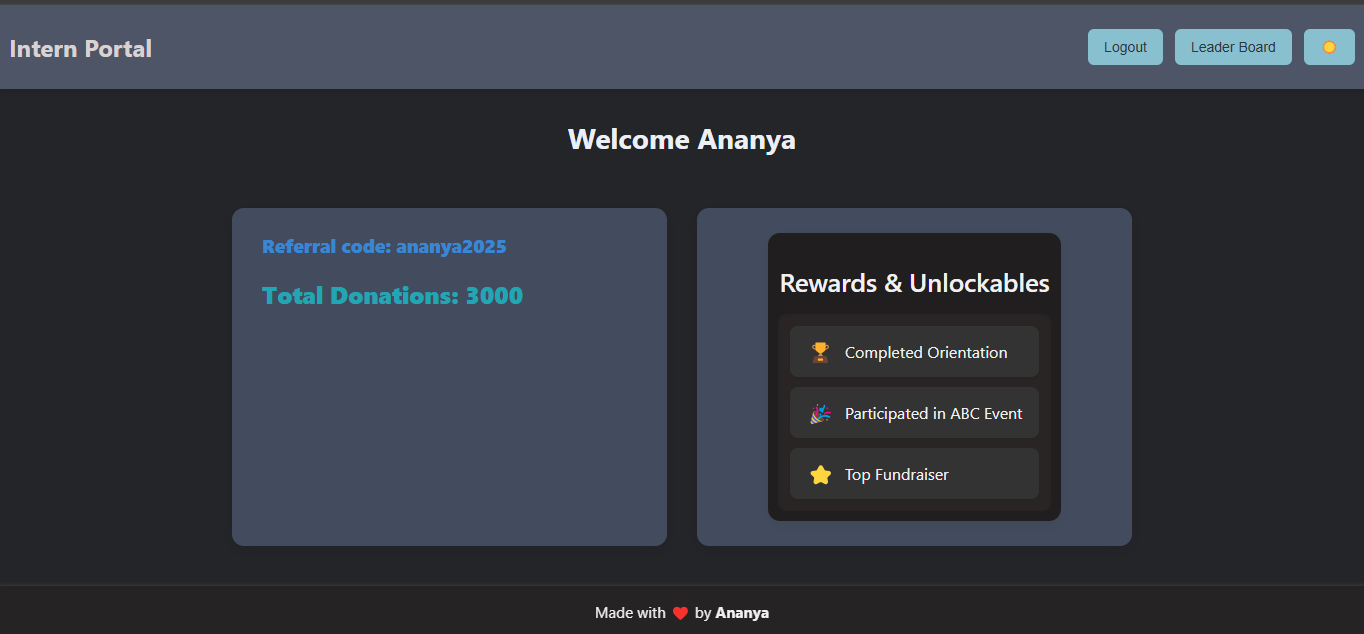 Intern Portal
Logout
Leader Board
Welcome Ananya
Referral code: ananya2025
Total Donations: 3000
Rewards & Unlockables
🏆 Completed Orientation
🎉 Participated in ABC Event
⭐ Top Fundraiser
Made with ❤️ by Ananya